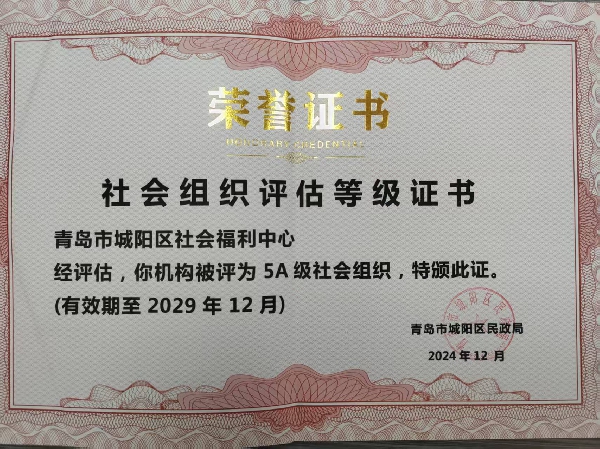 荣誉证书
HONORARY CREDENTIAL
社会组织评估等级证书
青岛市城阳区社会福利中心
经评估，你机构被评为 5A 级社会组织，特颁此证。
(有效期至 2029 年 12 月)
青岛市城阳区民政局
2024 年 12 月